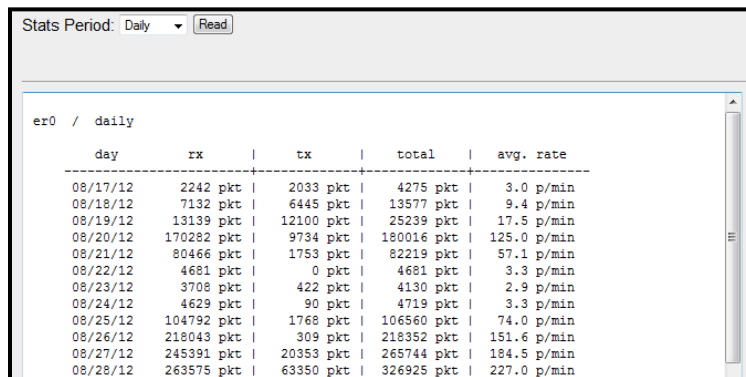 Stats Period: Daily Read
er0 / daily
day rx | tx | total | avg. rate
------------------------+-------------+-------------+---------------
08/17/12 2242 pkt | 2033 pkt | 4275 pkt | 3.0 p/min
08/18/12 7132 pkt | 6445 pkt | 13577 pkt | 9.4 p/min
08/19/12 13139 pkt | 12100 pkt | 25239 pkt | 17.5 p/min
08/20/12 170282 pkt | 9734 pkt | 180016 pkt | 125.0 p/min
08/21/12 80466 pkt | 1753 pkt | 82219 pkt | 57.1 p/min
08/22/12 4681 pkt | 0 pkt | 4681 pkt | 3.3 p/min
08/23/12 3708 pkt | 422 pkt | 4130 pkt | 2.9 p/min
08/24/12 4629 pkt | 90 pkt | 4719 pkt | 3.3 p/min
08/25/12 104792 pkt | 1768 pkt | 106560 pkt | 74.0 p/min
08/26/12 218043 pkt | 309 pkt | 218352 pkt | 151.6 p/min
08/27/12 245391 pkt | 20353 pkt | 265744 pkt | 184.5 p/min
08/28/12 263575 pkt | 63350 pkt | 326925 pkt | 227.0 p/min